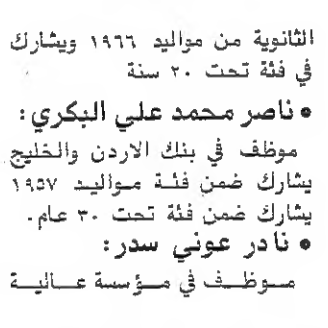 الثانوية من مواليد ١٩٦٦ ويشارك
في فئة تحت ٢٠ سنة
• ناصر محمد علي البكري :
موظف في بنك الاردن والخليج
يشارك ضمن فئة مواليد ١٩٥٧
يشارك ضمن فئة تحت ٣٠ عام.
• نادر عوني سدر :
موظف في مؤسسة عالية